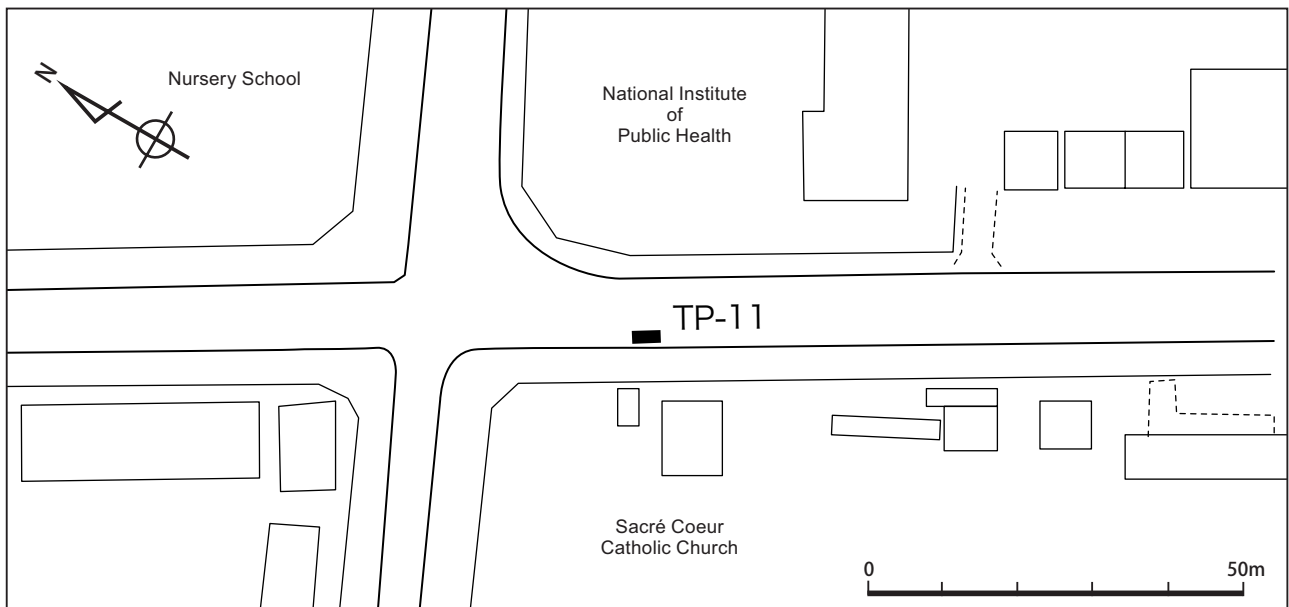 N
Nursery School
National Institute
of
Public Health
TP-11
Sacré Coeur
Catholic Church
0 50m